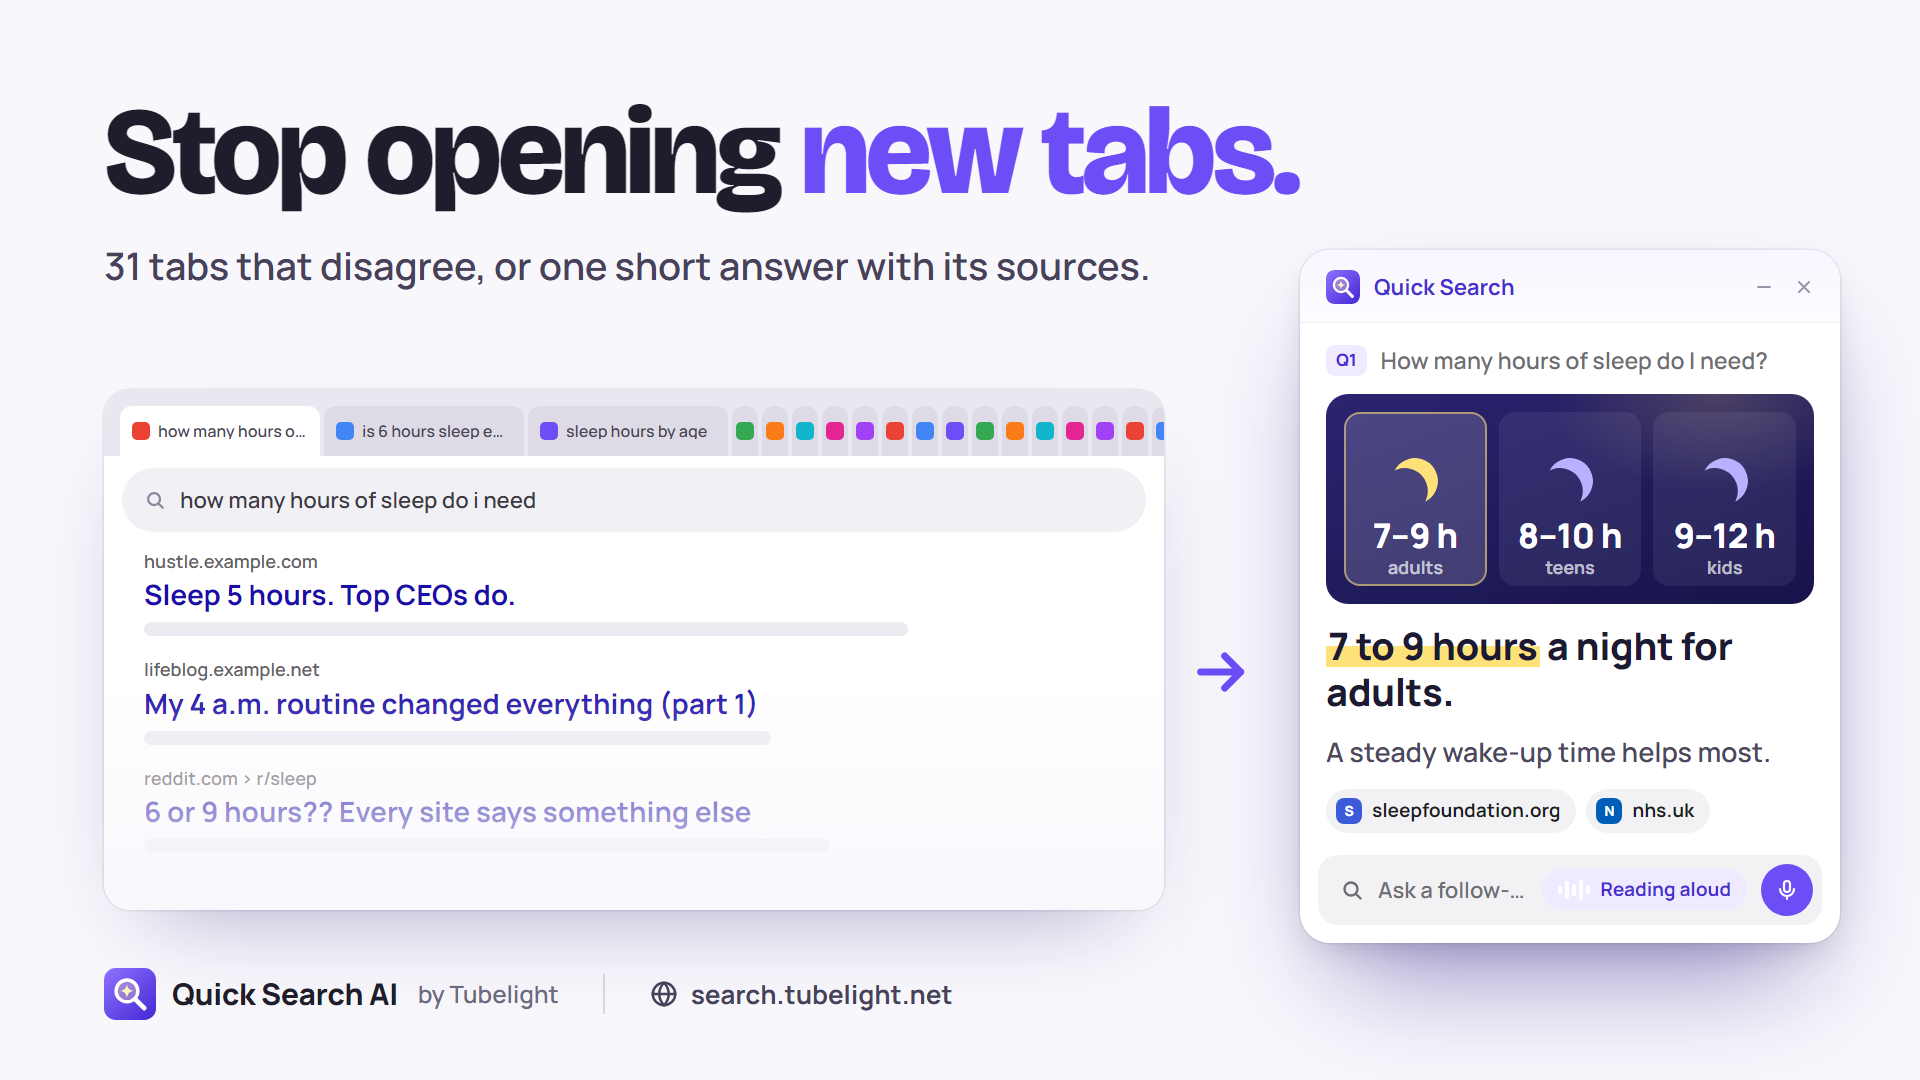 Stop opening new tabs.
31 tabs that disagree, or one short answer with its sources.
how many hours o...
is 6 hours sleep e...
sleep hours by age
how many hours of sleep do i need
hustle.example.com
Sleep 5 hours. Top CEOs do.
lifeblog.example.net
My 4 a.m. routine changed everything (part 1)
reddit.com › r/sleep
6 or 9 hours?? Every site says something else
Quick Search
Q1 How many hours of sleep do I need?
7–9 h
adults
8–10 h
teens
9–12 h
kids
7 to 9 hours a night for
adults.
A steady wake-up time helps most.
S sleepfoundation.org
N nhs.uk
Ask a follow-...
Reading aloud
Quick Search AI by Tubelight
search.tubelight.net